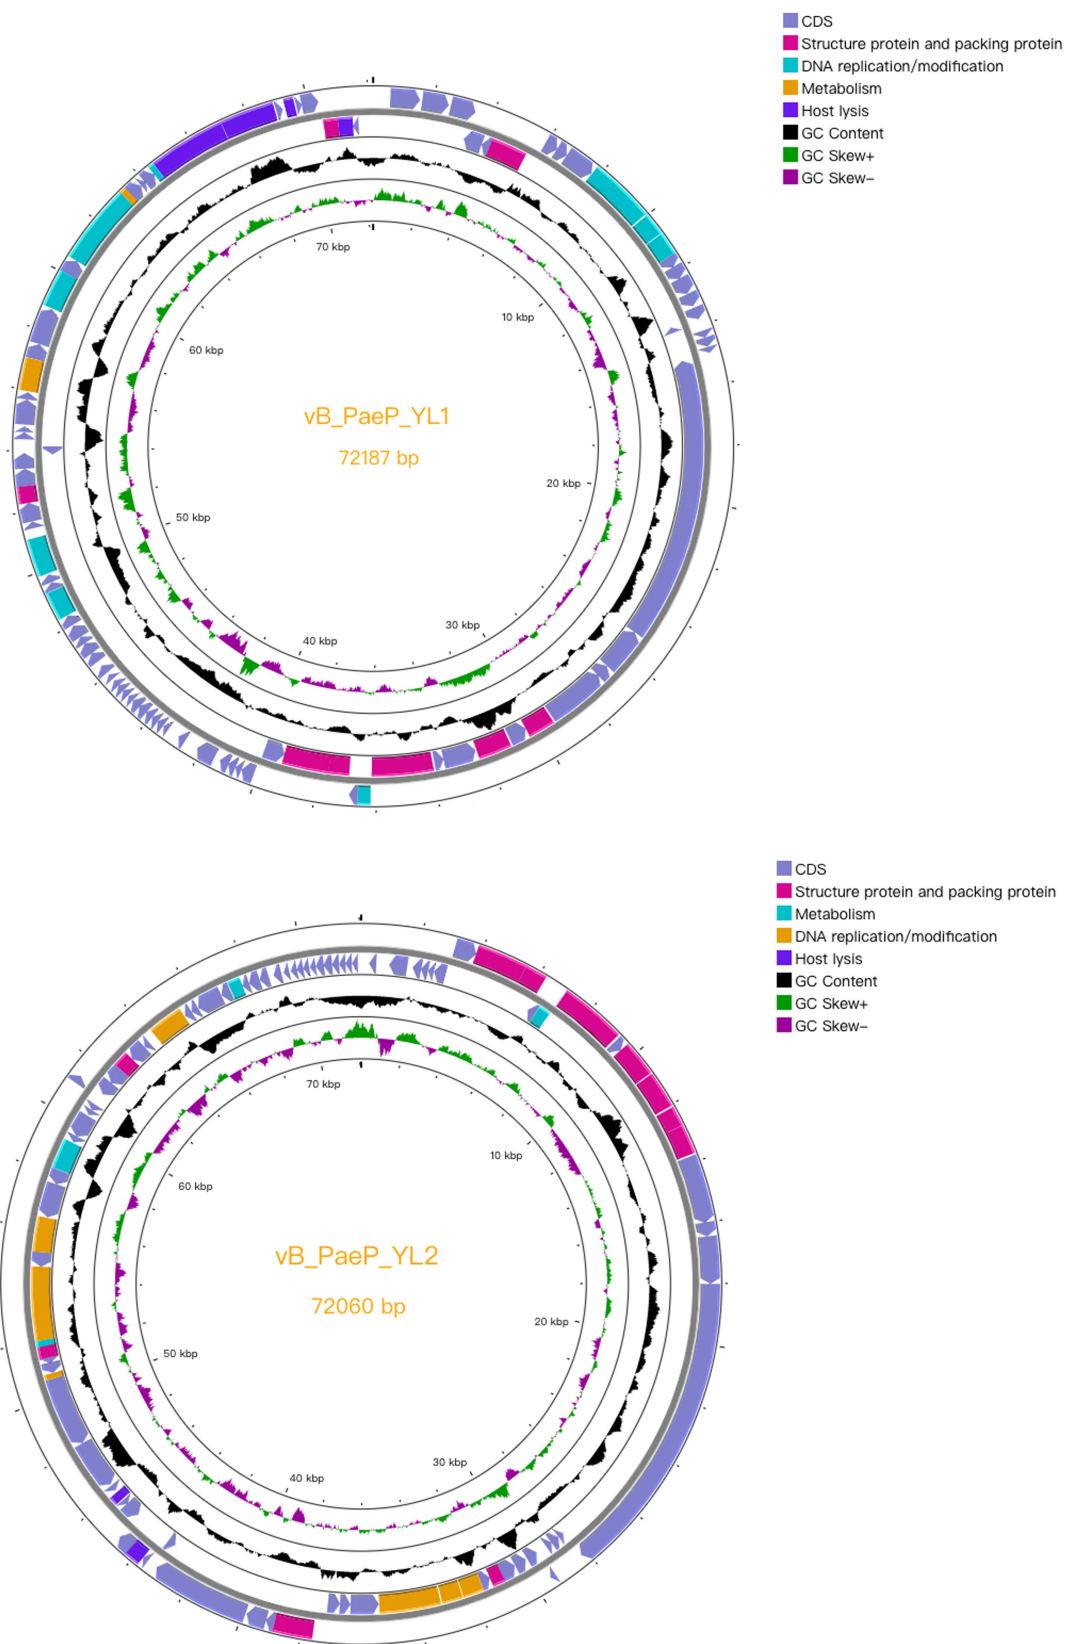 CDS
Structure protein and packing protein
DNA replication/modification
Metabolism
Host lysis
GC Content
GC Skew+
GC Skew−
70 kbp
10 kbp
60 kbp
vB_PaeP_YL1
72187 bp
20 kbp
50 kbp
30 kbp
40 kbp
CDS
Structure protein and packing protein
Metabolism
DNA replication/modification
Host lysis
GC Content
GC Skew+
GC Skew−
70 kbp
10 kbp
60 kbp
vB_PaeP_YL2
72060 bp
20 kbp
50 kbp
30 kbp
40 kbp